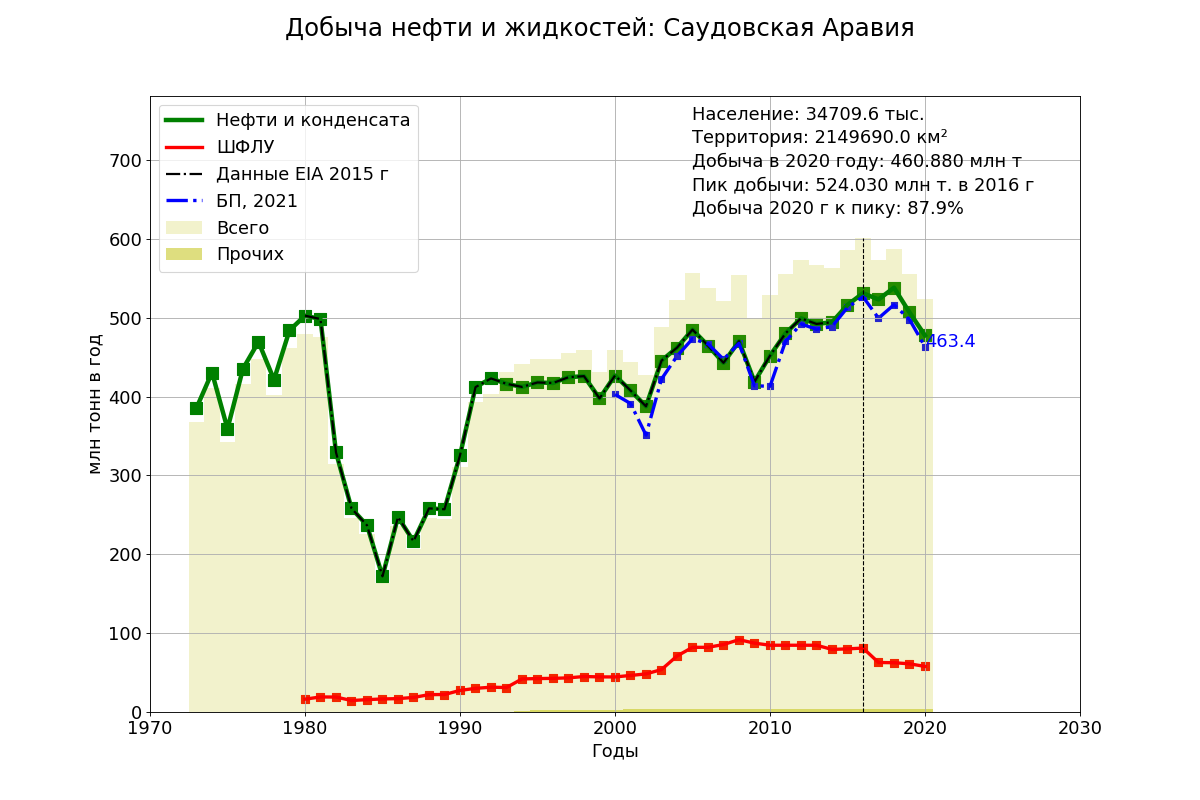 Добыча нефти и жидкостей: Саудовская Аравия
Нефти и конденсата
ШФЛУ
Данные EIA 2015 г
БП, 2021
Всего
Прочих
Население: 34709.6 тыс.
Территория: 2149690.0 км²
Добыча в 2020 году: 460.880 млн т
Пик добычи: 524.030 млн т. в 2016 г
Добыча 2020 г к пику: 87.9%
463.4
млн тонн в год
700
600
500
400
300
200
100
0
1970 1980 1990 2000 2010 2020 2030
Годы